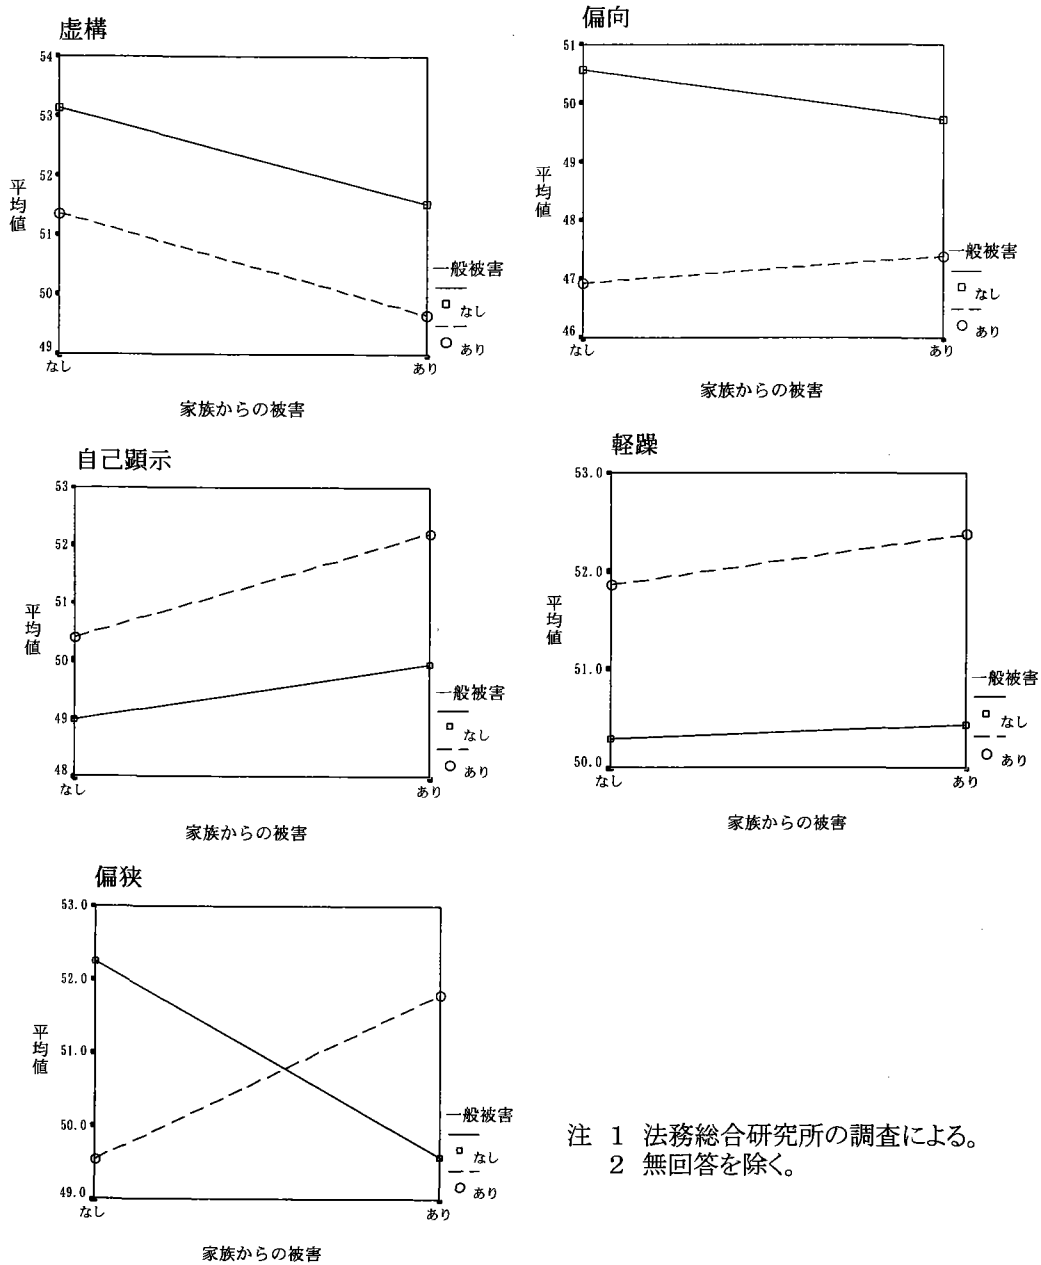 虚構
54
53
52
51
50
49
平均値
なし
あり
家族からの被害
一般被害
なし
あり
偏向
51
50
49
48
47
46
平均値
なし
あり
家族からの被害
一般被害
なし
あり
自己顕示
53
52
51
50
49
48
平均値
なし
あり
家族からの被害
一般被害
なし
あり
軽躁
53.0
52.0
51.0
50.0
平均値
なし
あり
家族からの被害
一般被害
なし
あり
偏狭
53.0
52.0
51.0
50.0
49.0
平均値
なし
あり
家族からの被害
一般被害
なし
あり
注 1 法務総合研究所の調査による。
2 無回答を除く。